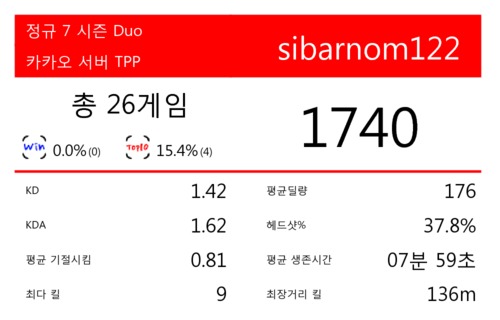 정규 7 시즌 Duo
카카오 서버 TPP
sibarnom122
총 26게임
Win 0.0% (0)
TOP10 15.4% (4)
1740
KD 1.42
평균딜량 176
KDA 1.62
헤드샷% 37.8%
평균 기절시킴 0.81
평균 생존시간 07분 59초
최다 킬 9
최장거리 킬 136m